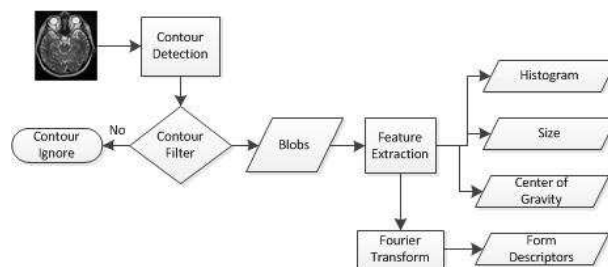 Contour
Detection
Histogram
No
Contour
Ignore
Contour
Filter
Blobs
Feature
Extraction
Size
Center of
Gravity
Fourier
Transform
Form
Descriptors